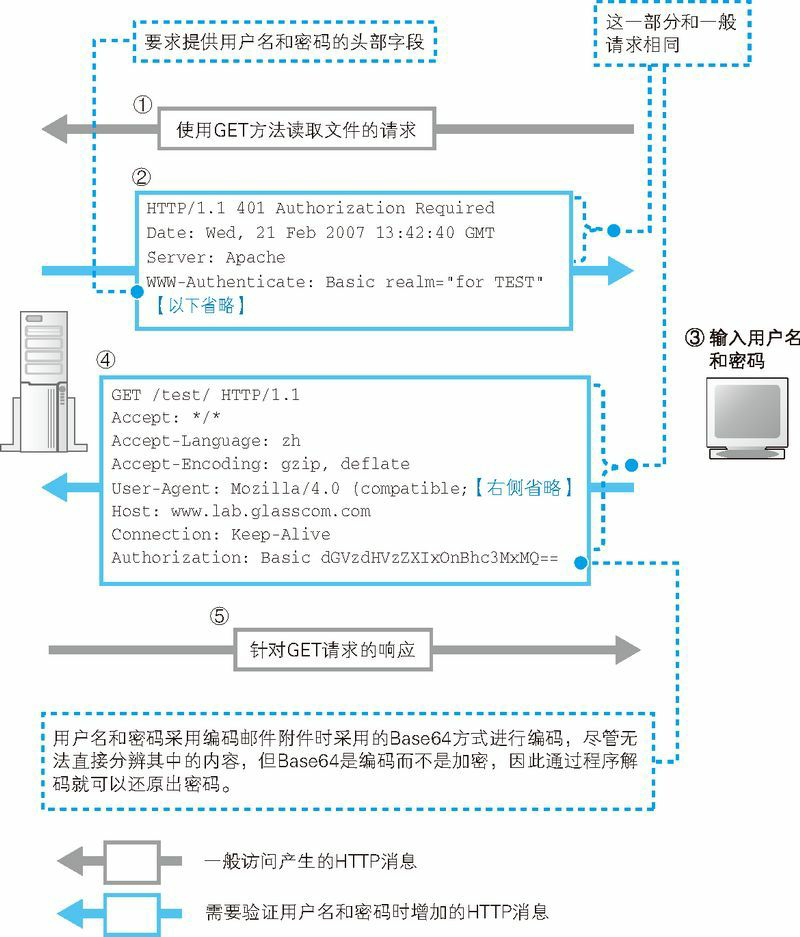 要求提供用户名和密码的头部字段
这一部分和一般
请求相同
①
使用GET方法读取文件的请求
②
HTTP/1.1 401 Authorization Required
Date: Wed, 21 Feb 2007 13:42:40 GMT
Server: Apache
WWW-Authenticate: Basic realm="for TEST"
【以下省略】
③ 输入用户名
和密码
④
GET /test/ HTTP/1.1
Accept: */*
Accept-Language: zh
Accept-Encoding: gzip, deflate
User-Agent: Mozilla/4.0 (compatible;【右侧省略】
Host: www.lab.glasscom.com
Connection: Keep-Alive
Authorization: Basic dGVzdHVzZXIxOnBhc3MxMQ==
⑤
针对GET请求的响应
用户名和密码采用编码邮件附件时采用的Base64方式进行编码，尽管无
法直接分辨其中的内容，但Base64是编码而不是加密，因此通过程序解
码就可以还原出密码。
一般访问产生的HTTP消息
需要验证用户名和密码时增加的HTTP消息